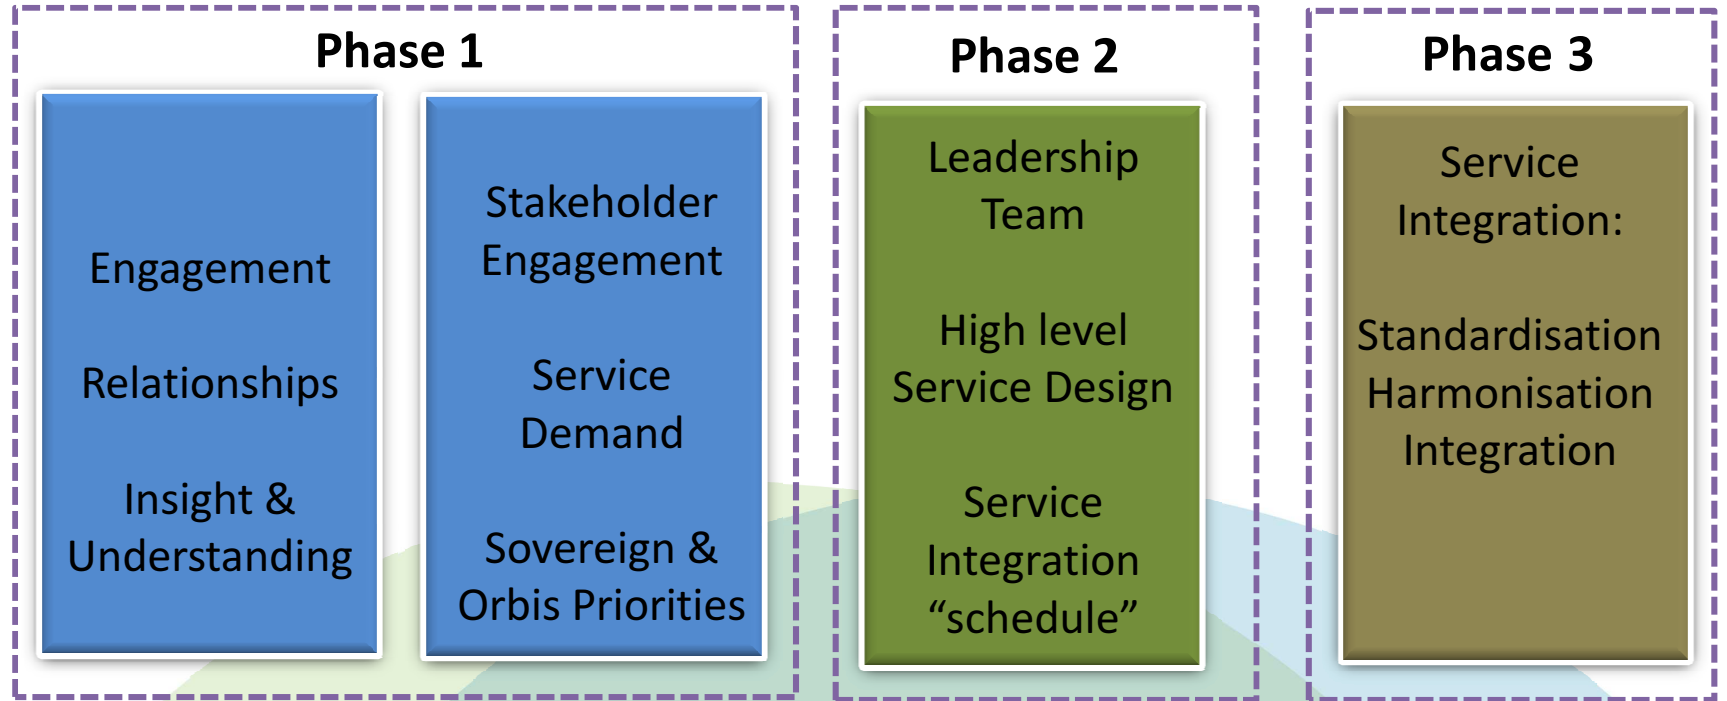 Phase 1
Engagement
Relationships
Insight &
Understanding
Stakeholder
Engagement
Service
Demand
Sovereign &
Orbis Priorities
Phase 2
Leadership
Team
High level
Service Design
Service
Integration
“schedule”
Phase 3
Service
Integration:
Standardisation
Harmonisation
Integration